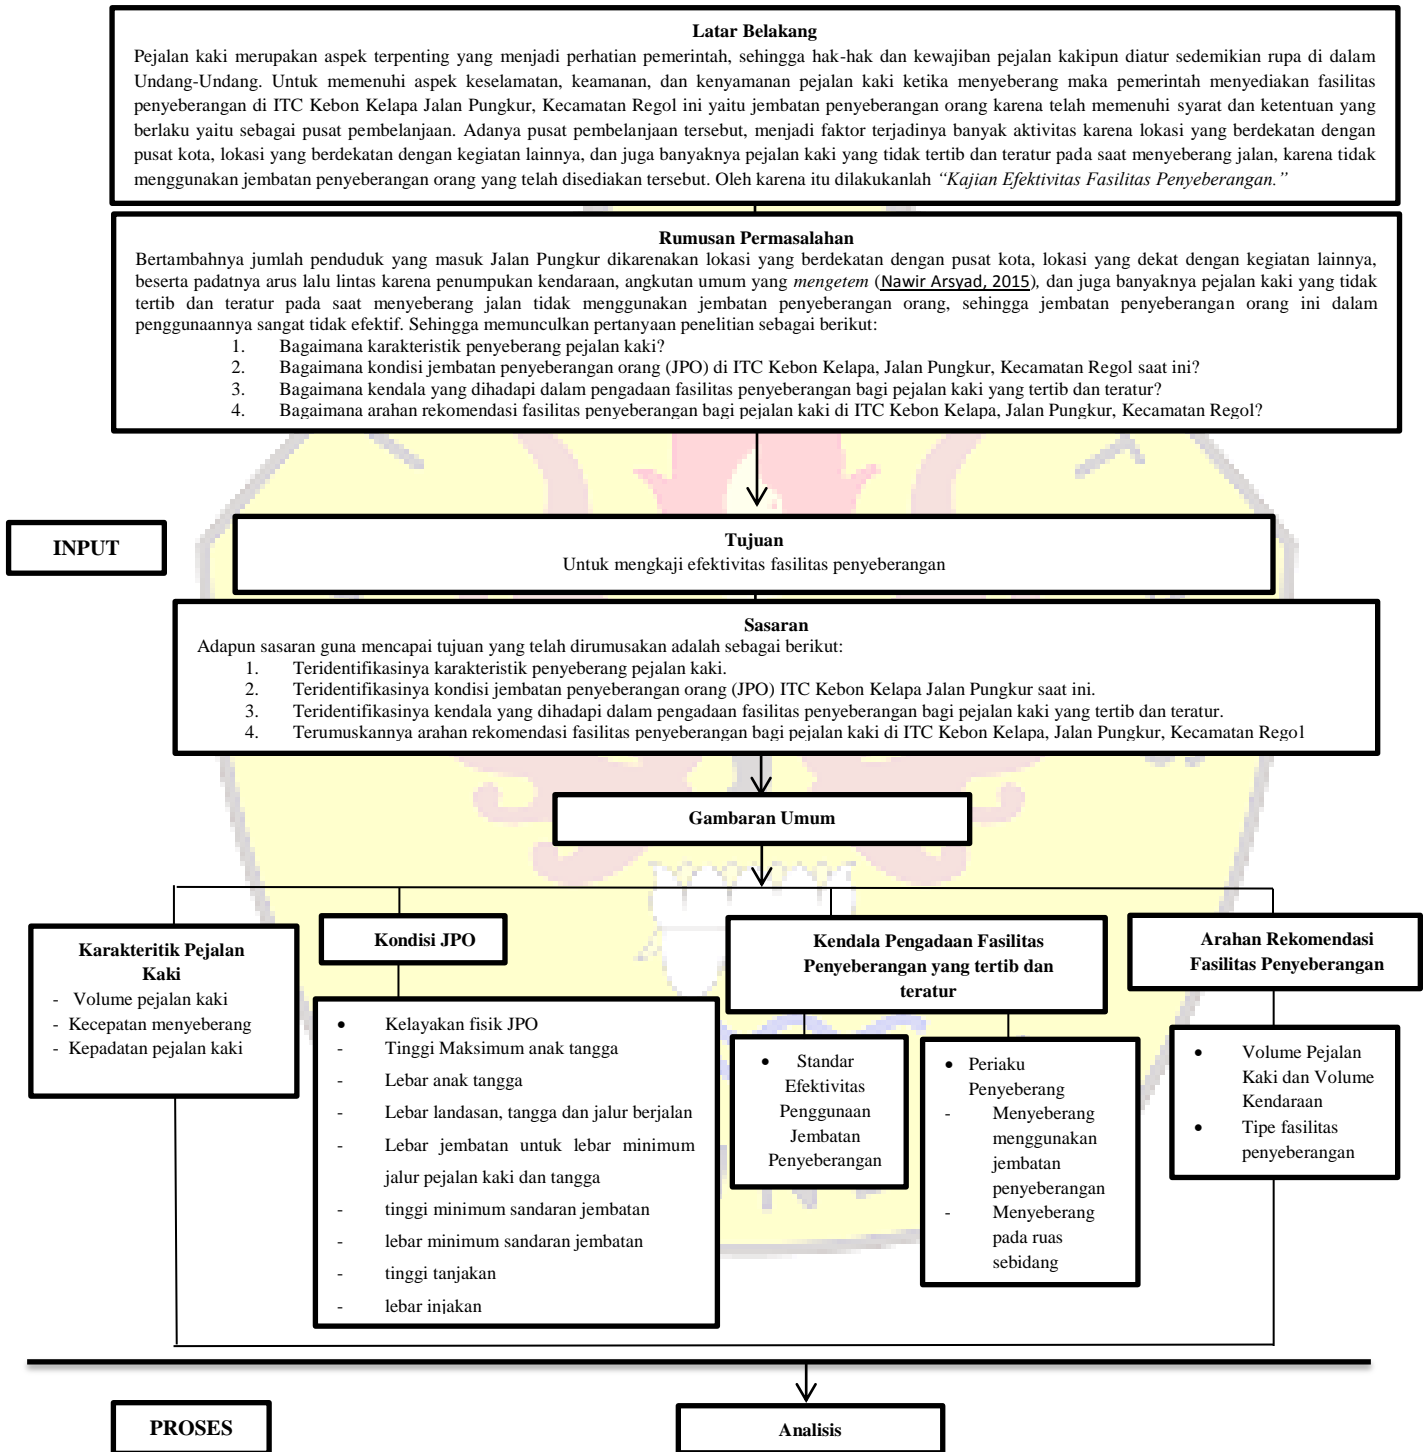 Latar Belakang
Pejalan kaki merupakan aspek terpenting yang menjadi perhatian pemerintah, sehingga hak-hak dan kewajiban pejalan kakipun diatur sedemikian rupa di dalam
Undang-Undang. Untuk memenuhi aspek keselamatan, keamanan, dan kenyamanan pejalan kaki ketika menyeberang maka pemerintah menyediakan fasilitas
penyeberangan di ITC Kebon Kelapa Jalan Pungkur, Kecamatan Regol ini yaitu jembatan penyeberangan orang karena telah memenuhi syarat dan ketentuan yang
berlaku yaitu sebagai pusat pembelanjaan. Adanya pusat pembelanjaan tersebut, menjadi faktor terjadinya banyak aktivitas karena lokasi yang berdekatan dengan
pusat kota, lokasi yang berdekatan dengan kegiatan lainnya, dan juga banyaknya pejalan kaki yang tidak tertib dan teratur pada saat menyeberang jalan, karena tidak
menggunakan jembatan penyeberangan orang yang telah disediakan tersebut. Oleh karena itu dilakukanlah “Kajian Efektivitas Fasilitas Penyeberangan.”
Rumusan Permasalahan
Bertambahnya jumlah penduduk yang masuk Jalan Pungkur dikarenakan lokasi yang berdekatan dengan pusat kota, lokasi yang dekat dengan kegiatan lainnya,
beserta padatnya arus lalu lintas karena penumpukan kendaraan, angkutan umum yang mengetem (Nawir Arsyad, 2015), dan juga banyaknya pejalan kaki yang tidak
tertib dan teratur pada saat menyeberang jalan tidak menggunakan jembatan penyeberangan orang, sehingga jembatan penyeberangan orang ini dalam
penggunaannya sangat tidak efektif. Sehingga memunculkan pertanyaan penelitian sebagai berikut:
1. Bagaimana karakteristik penyeberang pejalan kaki?
2. Bagaimana kondisi jembatan penyeberangan orang (JPO) di ITC Kebon Kelapa, Jalan Pungkur, Kecamatan Regol saat ini?
3. Bagaimana kendala yang dihadapi dalam pengadaan fasilitas penyeberangan bagi pejalan kaki yang tertib dan teratur?
4. Bagaimana arahan rekomendasi fasilitas penyeberangan bagi pejalan kaki di ITC Kebon Kelapa, Jalan Pungkur, Kecamatan Regol?
INPUT
Tujuan
Untuk mengkaji efektivitas fasilitas penyeberangan
Sasaran
Adapun sasaran guna mencapai tujuan yang telah dirumusakan adalah sebagai berikut:
1. Teridentifikasinya karakteristik penyeberang pejalan kaki.
2. Teridentifikasinya kondisi jembatan penyeberangan orang (JPO) ITC Kebon Kelapa Jalan Pungkur saat ini.
3. Teridentifikasinya kendala yang dihadapi dalam pengadaan fasilitas penyeberangan bagi pejalan kaki yang tertib dan teratur.
4. Terumuskannya arahan rekomendasi fasilitas penyeberangan bagi pejalan kaki di ITC Kebon Kelapa, Jalan Pungkur, Kecamatan Regol
Gambaran Umum
Karakteritik Pejalan
Kaki
- Volume pejalan kaki
- Kecepatan menyeberang
- Kepadatan pejalan kaki
Kondisi JPO
• Kelayakan fisik JPO
- Tinggi Maksimum anak tangga
- Lebar anak tangga
- Lebar landasan, tangga dan jalur berjalan
- Lebar jembatan untuk lebar minimum
jalur pejalan kaki dan tangga
- tinggi minimum sandaran jembatan
- lebar minimum sandaran jembatan
- tinggi tanjakan
- lebar injakan
Kendala Pengadaan Fasilitas
Penyeberangan yang tertib dan
teratur
• Standar
Efektivitas
Penggunaan
Jembatan
Penyeberangan
• Periaku
Penyeberang
- Menyeberang
menggunakan
jembatan
penyeberangan
- Menyeberang
pada ruas
sebidang
Arahan Rekomendasi
Fasilitas Penyeberangan
• Volume Pejalan
Kaki dan Volume
Kendaraan
• Tipe fasilitas
penyeberangan
PROSES
Analisis